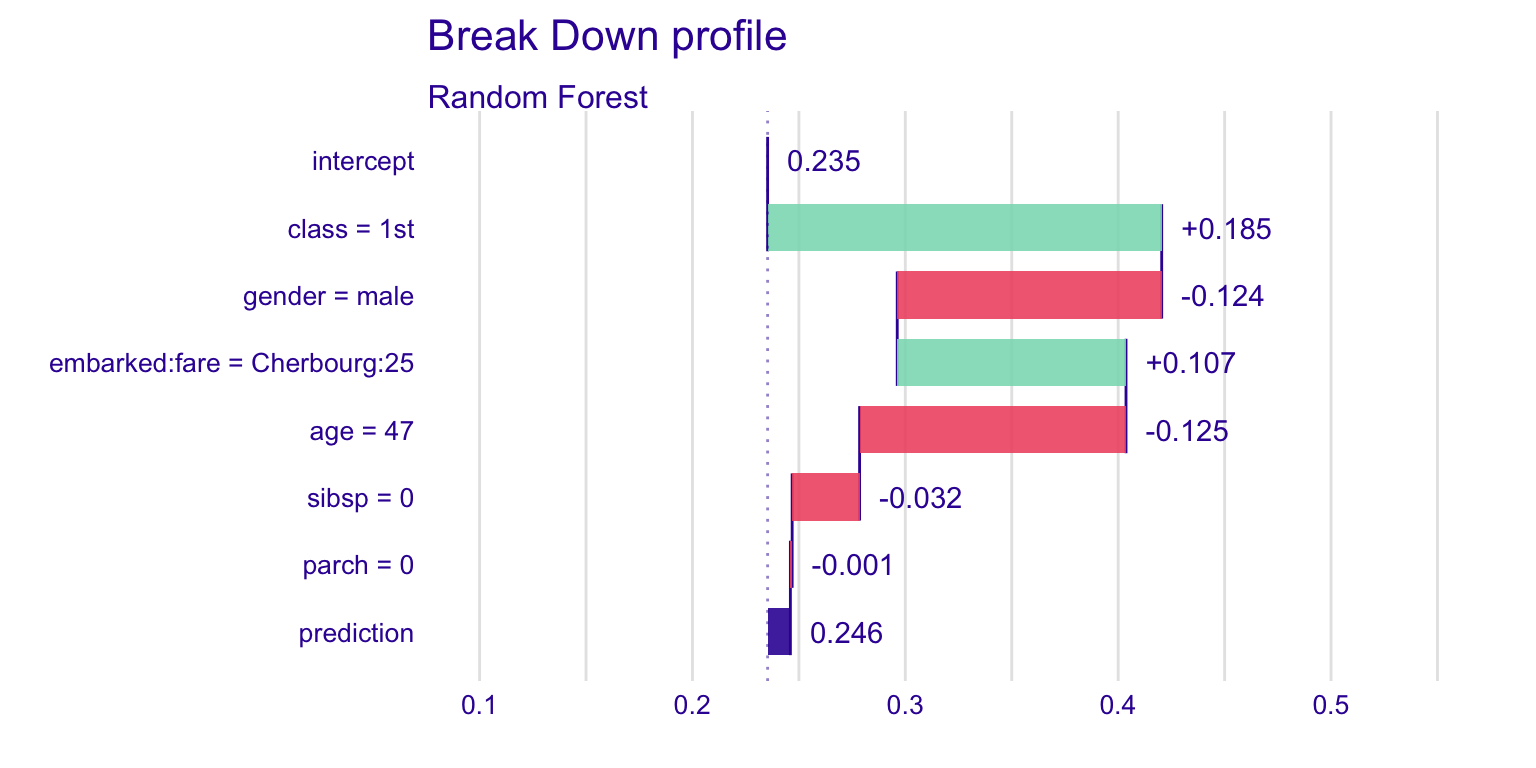 Break Down profile
Random Forest
intercept 0.235
class = 1st +0.185
gender = male -0.124
embarked:fare = Cherbourg:25 +0.107
age = 47 -0.125
sibsp = 0 -0.032
parch = 0 -0.001
prediction 0.246
0.1 0.2 0.3 0.4 0.5